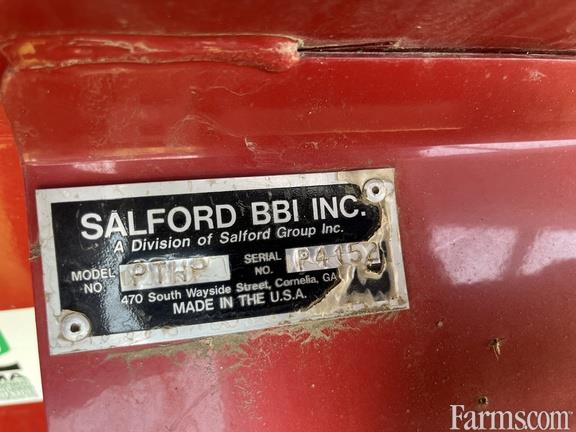 SALFORD BBI INC.
A Division of Salford Group Inc.
MODEL NO. PTHP SERIAL NO. P4152
470 South Wayside Street, Cornelia, GA
MADE IN THE U.S.A.
Farms.com